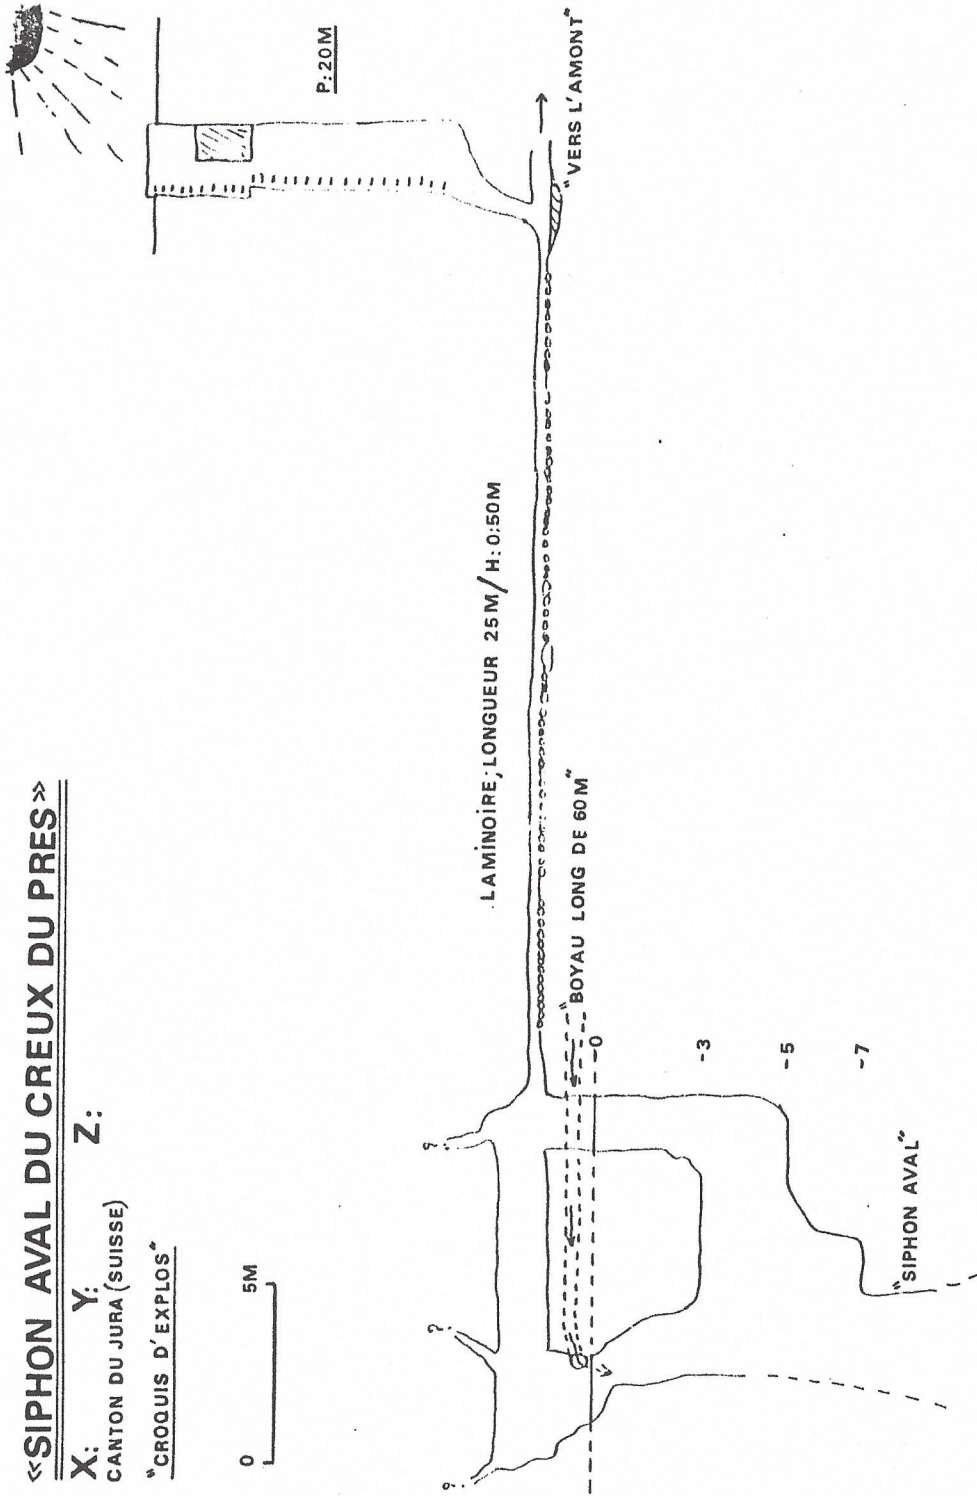 «SIPHON AVAL DU CREUX DU PRES»
X: Y: Z:
CANTON DU JURA (SUISSE)
"CROQUIS D'EXPLOS"
0 5M
P:20M
"VERS L'AMONT"
LAMINOIRE; LONGUEUR 25M/H:0:50M
"BOYAU LONG DE 60M"
?
?
?
-0
-3
-5
-7
"SIPHON AVAL"